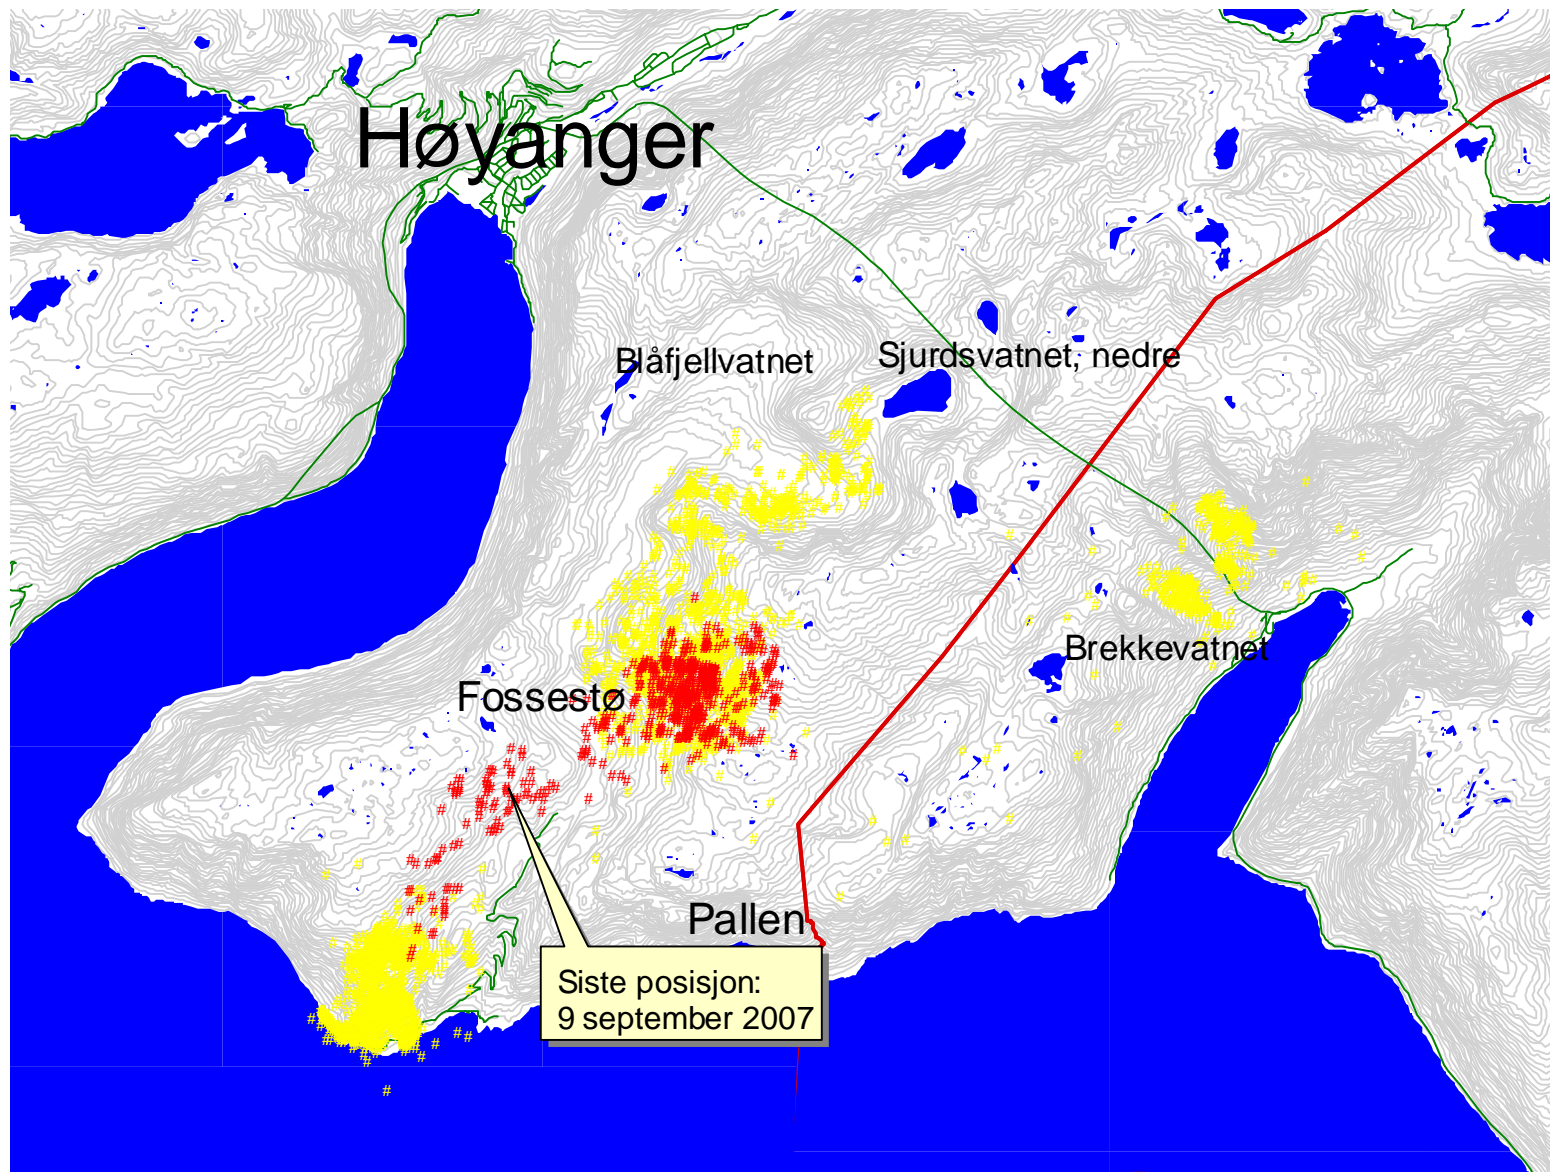 Høyanger
Blåfjellvatnet
Sjurdsvatnet, nedre
Brekkevatnet
Fossestø
Pallen
Siste posisjon:
9 september 2007